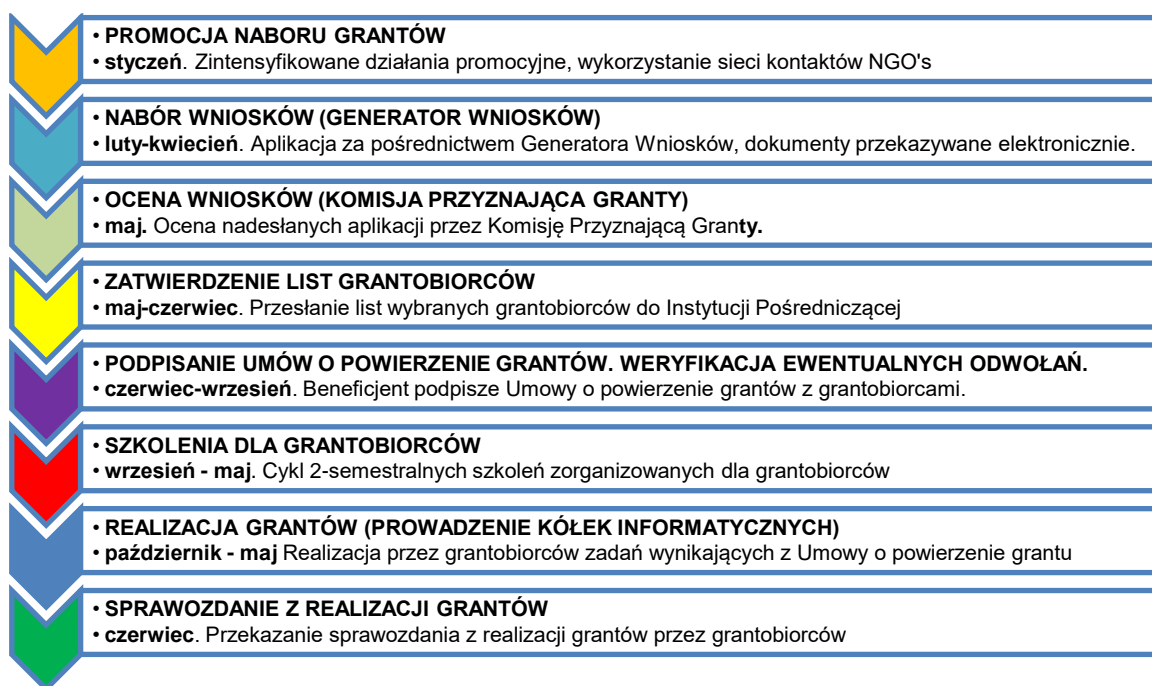 • PROMOCJA NABORU GRANTÓW
• styczeń. Zintensyfikowane działania promocyjne, wykorzystanie sieci kontaktów NGO's
• NABÓR WNIOSKÓW (GENERATOR WNIOSKÓW)
• luty-kwiecień. Aplikacja za pośrednictwem Generatora Wniosków, dokumenty przekazywane elektronicznie.
• OCENA WNIOSKÓW (KOMISJA PRZYZNAJĄCA GRANTY)
• maj. Ocena nadesłanych aplikacji przez Komisję Przyznającą Granty.
• ZATWIERDZENIE LIST GRANTOBIORCÓW
• maj-czerwiec. Przesłanie list wybranych grantobiorców do Instytucji Pośredniczącej
• PODPISANIE UMÓW O POWIERZENIE GRANTÓW. WERYFIKACJA EWENTUALNYCH ODWOŁAŃ.
• czerwiec-wrzesień. Beneficjent podpisze Umowy o powierzenie grantów z grantobiorcami.
• SZKOLENIA DLA GRANTOBIORCÓW
• wrzesień - maj. Cykl 2-semestralnych szkoleń zorganizowanych dla grantobiorców
• REALIZACJA GRANTÓW (PROWADZENIE KÓŁEK INFORMATYCZNYCH)
• październik - maj Realizacja przez grantobiorców zadań wynikających z Umowy o powierzenie grantu
• SPRAWOZDANIE Z REALIZACJI GRANTÓW
• czerwiec. Przekazanie sprawozdania z realizacji grantów przez grantobiorców